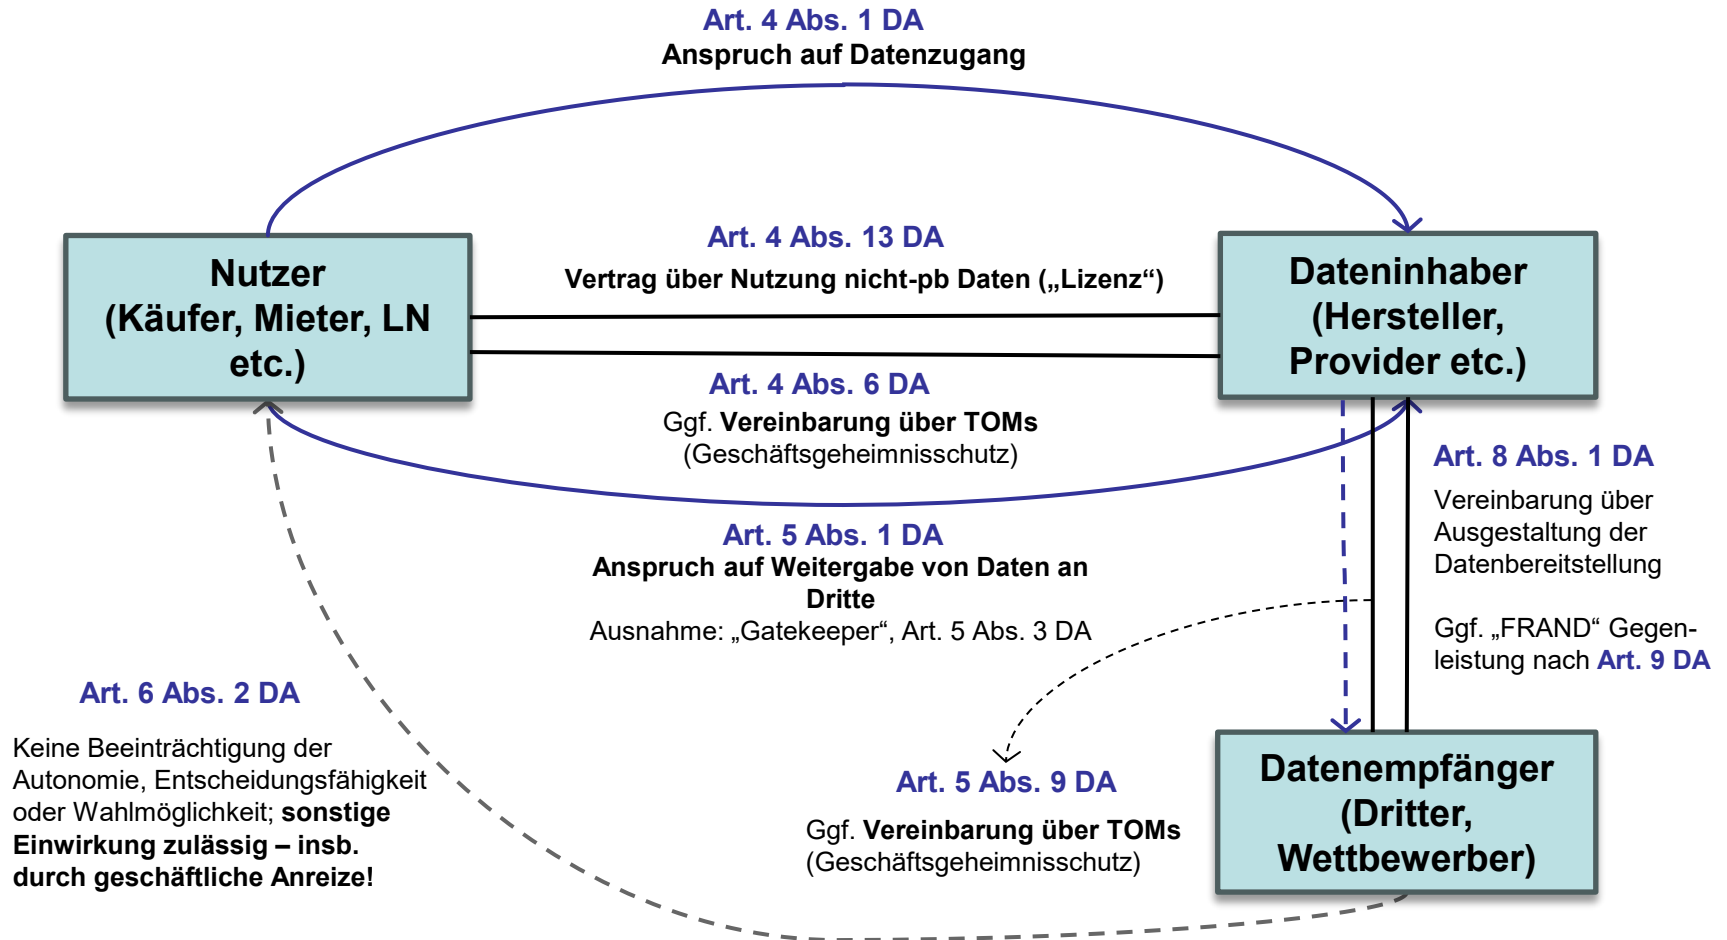 Art. 4 Abs. 1 DA
Anspruch auf Datenzugang
Nutzer
(Käufer, Mieter, LN
etc.)
Art. 4 Abs. 13 DA
Vertrag über Nutzung nicht-pb Daten („Lizenz“)
Dateninhaber
(Hersteller,
Provider etc.)
Art. 4 Abs. 6 DA
Ggf. Vereinbarung über TOMs
(Geschäftsgeheimnisschutz)
Art. 8 Abs. 1 DA
Vereinbarung über
Ausgestaltung der
Datenbereitstellung
Ggf. „FRAND“ Gegen-
leistung nach Art. 9 DA
Art. 5 Abs. 1 DA
Anspruch auf Weitergabe von Daten an
Dritte
Ausnahme: „Gatekeeper“, Art. 5 Abs. 3 DA
Art. 6 Abs. 2 DA
Keine Beeinträchtigung der
Autonomie, Entscheidungsfähigkeit
oder Wahlmöglichkeit; sonstige
Einwirkung zulässig – insb.
durch geschäftliche Anreize!
Art. 5 Abs. 9 DA
Ggf. Vereinbarung über TOMs
(Geschäftsgeheimnisschutz)
Datenempfänger
(Dritter,
Wettbewerber)